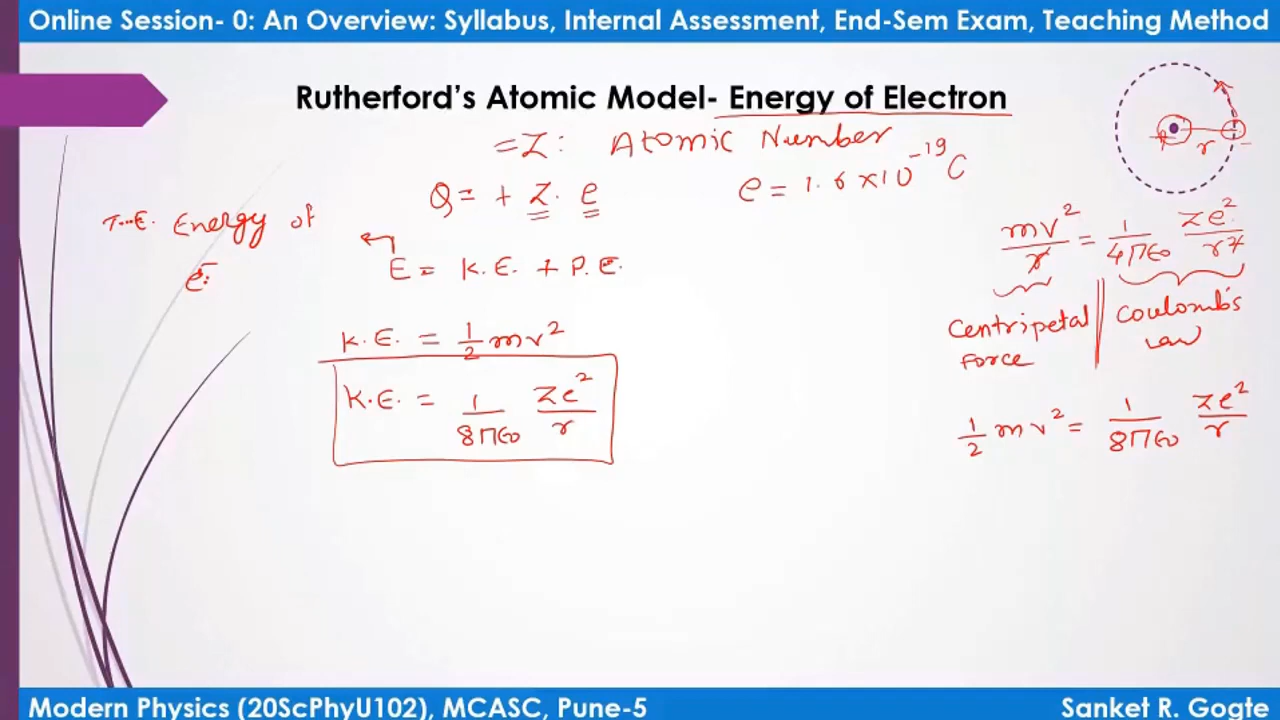 Online Session- 0: An Overview: Syllabus, Internal Assessment, End-Sem Exam, Teaching Method
Rutherford's Atomic Model- Energy of Electron
=Z: Atomic Number
Q = + Z. e
e = 1.6 × 10⁻¹⁹ C
r
T.E. Energy of
e⁻
E = K.E. + P.E.
K.E. = 1/2 mv²
K.E. = 1/8πε₀ Ze²/r
mv²/r = 1/4πε₀ Ze²/r²
Centripetal force
Coulomb's law
1/2 mv² = 1/8πε₀ Ze²/r
Modern Physics (20ScPhyU102), MCASC, Pune-5
Sanket R. Gogte